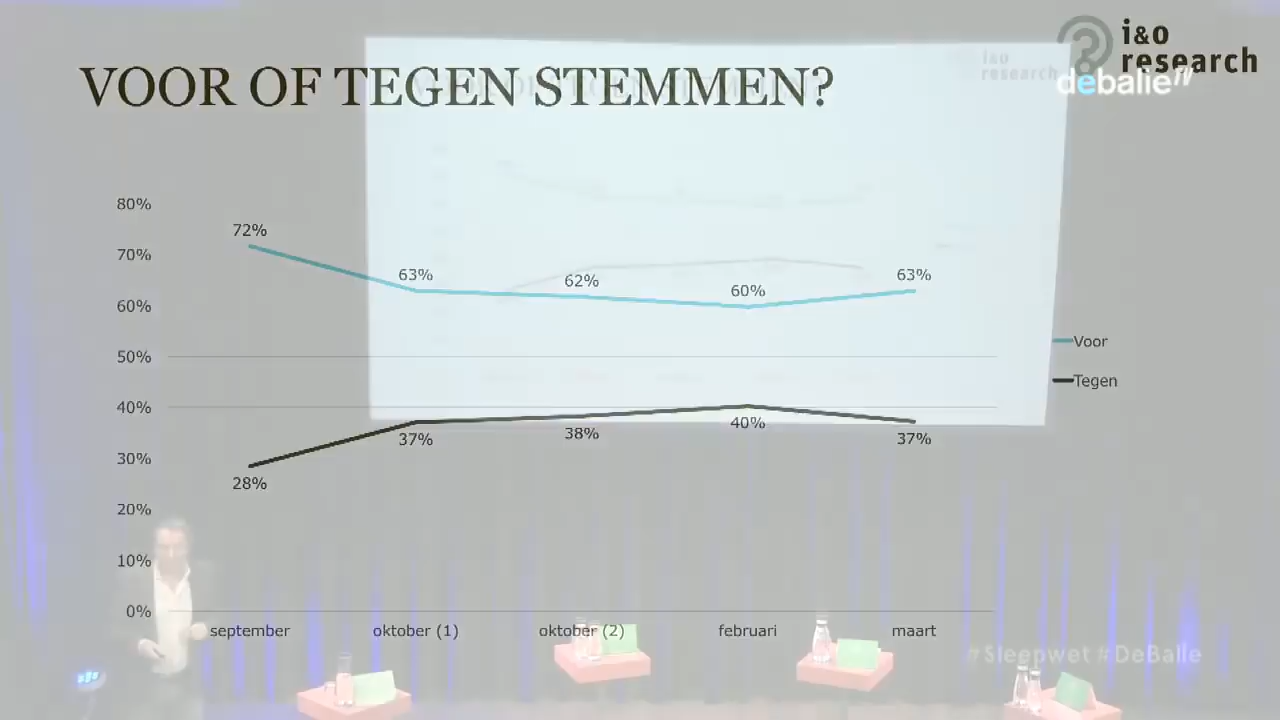 i&o
research
VOOR OF TEGEN STEMMEN?
i&o
research
debalie
80%
72%
70%
63%
62%
60%
63%
60%
Voor
50%
Tegen
40%
37%
38%
40%
37%
30%
28%
20%
10%
0%
september
oktober (1)
oktober (2)
februari
maart
#Sleepwet #DeBalie